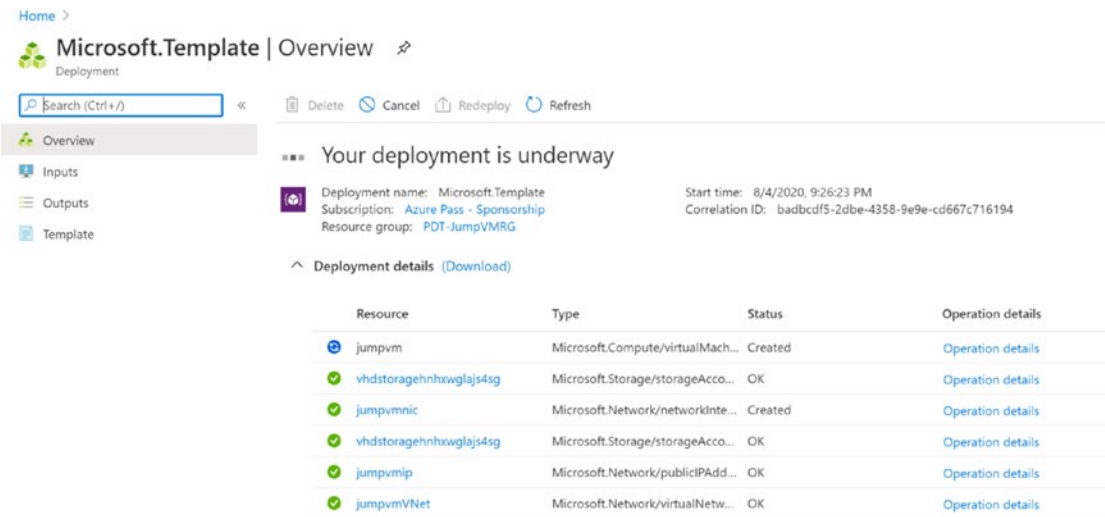 Home >
Microsoft.Template | Overview
Deployment
Search (Ctrl+/)
«
Delete Cancel Redeploy Refresh
Overview
Inputs
Outputs
Template
Your deployment is underway
Deployment name: Microsoft.Template Start time: 8/4/2020, 9:26:23 PM
Subscription: Azure Pass - Sponsorship Correlation ID: badbcdf5-2dbe-4358-9e9e-cd667c716194
Resource group: PDT-JumpVMRG
Deployment details (Download)
Resource Type Status Operation details
jumpvm Microsoft.Compute/virtualMach... Created Operation details
vhdstoragehnhxwglajs4sg Microsoft.Storage/storageAcco... OK Operation details
jumpvmnic Microsoft.Network/networkInte... Created Operation details
vhdstoragehnhxwglajs4sg Microsoft.Storage/storageAcco... OK Operation details
jumpvmip Microsoft.Network/publicIPAdd... OK Operation details
jumpvmVNet Microsoft.Network/virtualNetw... OK Operation details